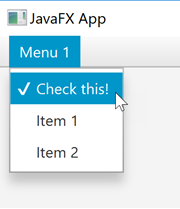 JavaFX App
Menu 1
✓ Check this!
Item 1
Item 2